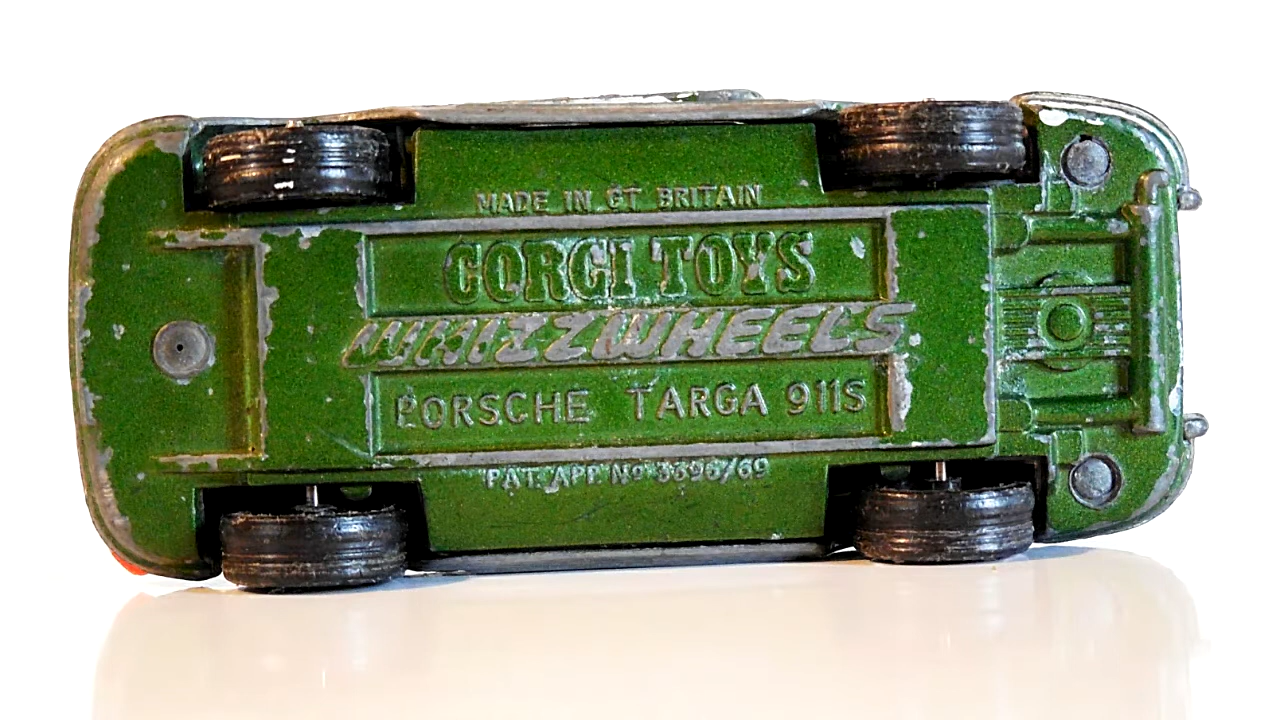 MADE IN GT BRITAIN
CORGI TOYS
WHIZZWHEELS
PORSCHE TARGA 911S
PAT. APP. No 3396/69